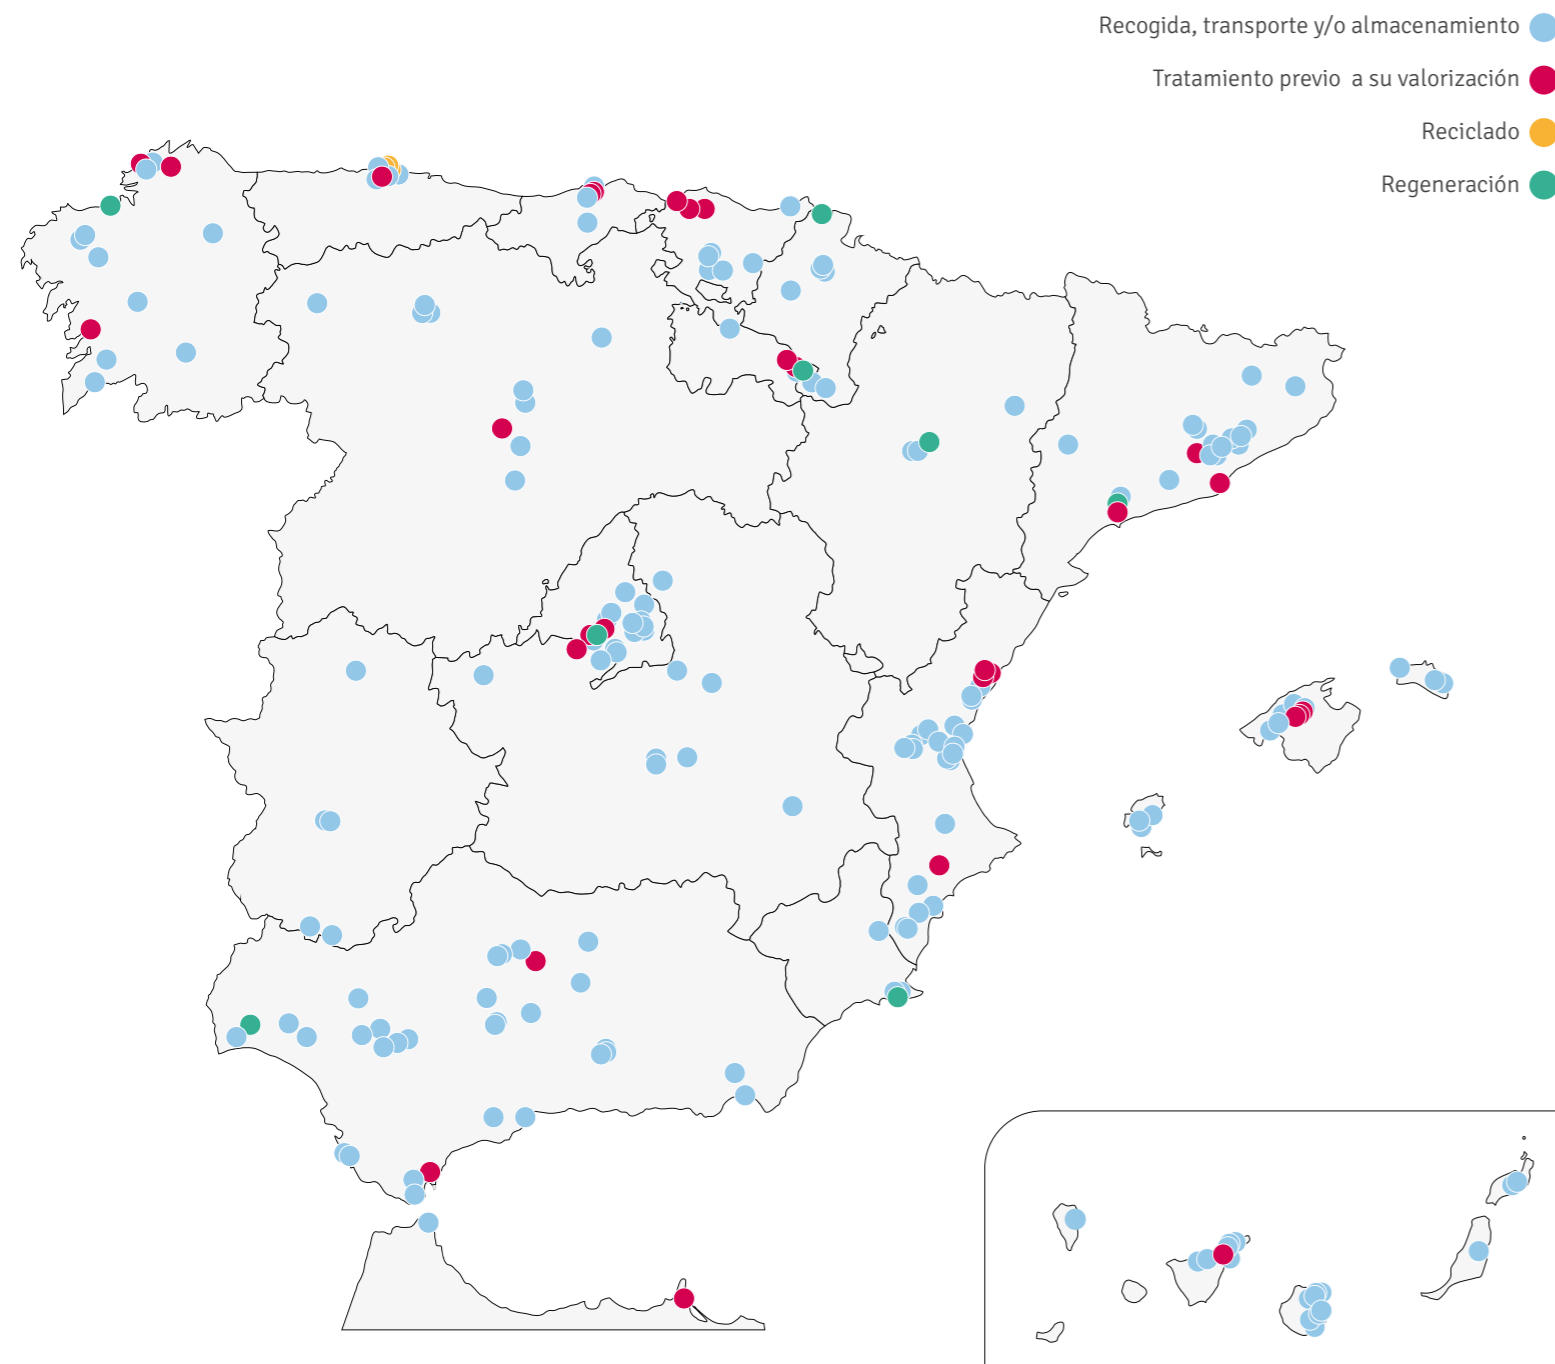 Recogida, transporte y/o almacenamiento
Tratamiento previo a su valorización
Reciclado
Regeneración